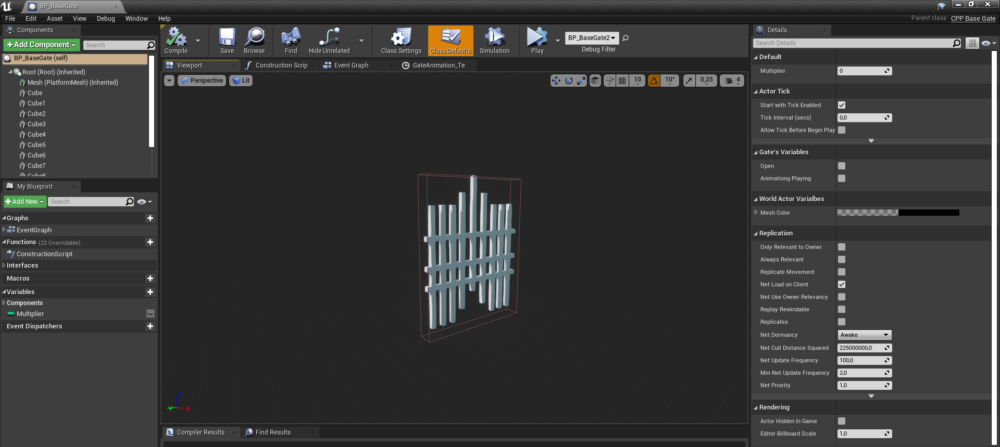 BP_BaseGate
File Edit Asset View Debug Window Help
Parent class: CPP Base Gate
Components
+Add Component
Search
BP_BaseGate (self)
Root (Root) (Inherited)
Mesh (PlatformMesh) (Inherited)
Cube
Cube1
Cube2
Cube3
Cube4
Cube5
Cube6
Cube7
Cube8
My Blueprint
+Add New
Search
Graphs
EventGraph
Functions (22 Overridable)
ConstructionScript
Interfaces
Macros
Variables
Components
Multiplier
Event Dispatchers
Compile
Save
Browse
Find
Hide Unrelated
Class Settings
Class Defaults
Simulation
Play
BP_BaseGate2
Debug Filter
Viewport
Construction Scrip
Event Graph
GateAnimation_Te
Perspective
Lit
10
10°
0,25
4
Z
Y
X
Compiler Results
Find Results
Details
Search Details
Default
Multiplier 0
Actor Tick
Start with Tick Enabled
Tick Interval (secs) 0,0
Allow Tick Before Begin Play
Gate's Variables
Open
Animationg Playing
World Actor Varialbes
Mesh Color
Replication
Only Relevant to Owner
Always Relevant
Replicate Movement
Net Load on Client
Net Use Owner Relevancy
Replay Rewindable
Replicates
Net Dormancy Awake
Net Cull Distance Squared 225000000,0
Net Update Frequency 100,0
Min Net Update Frequency 2,0
Net Priority 1,0
Rendering
Actor Hidden In Game
Editor Billboard Scale 1,0